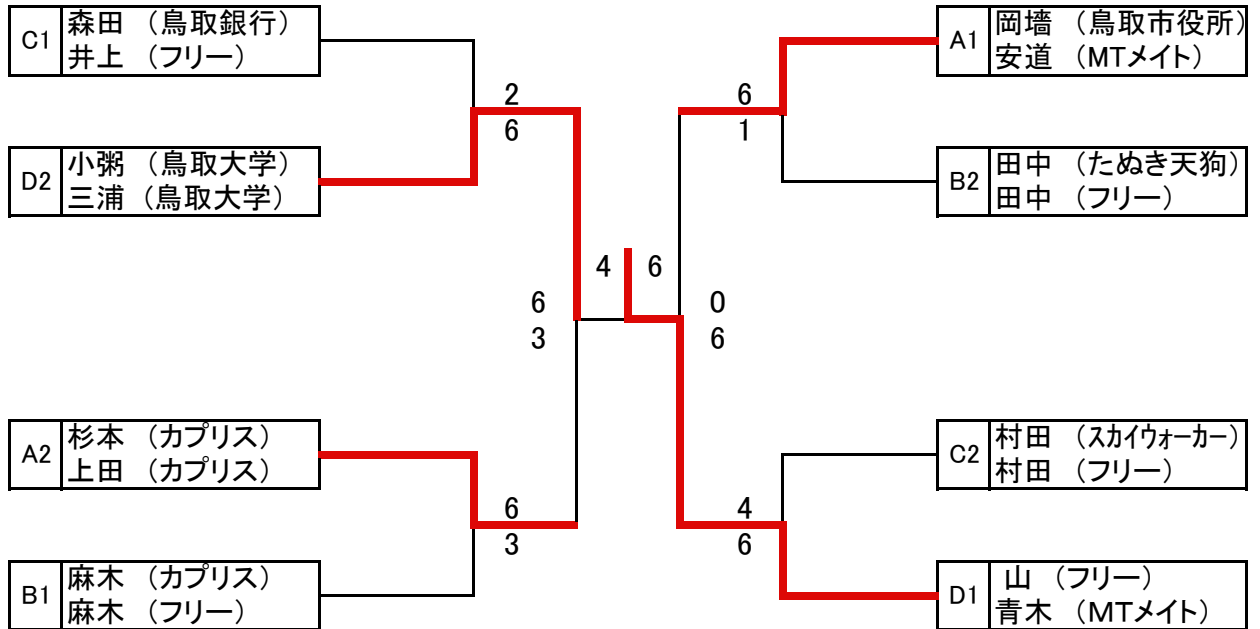 C1
森田 (鳥取銀行)
井上 (フリー)
A1
岡墻 (鳥取市役所)
安道 (MTメイト)
2
6
6
1
D2
小粥 (鳥取大学)
三浦 (鳥取大学)
B2
田中 (たぬき天狗)
田中 (フリー)
4
6
6
3
0
6
A2
杉本 (カプリス)
上田 (カプリス)
C2
村田 (スカイウォーカー)
村田 (フリー)
6
3
4
6
B1
麻木 (カプリス)
麻木 (フリー)
D1
山 (フリー)
青木 (MTメイト)